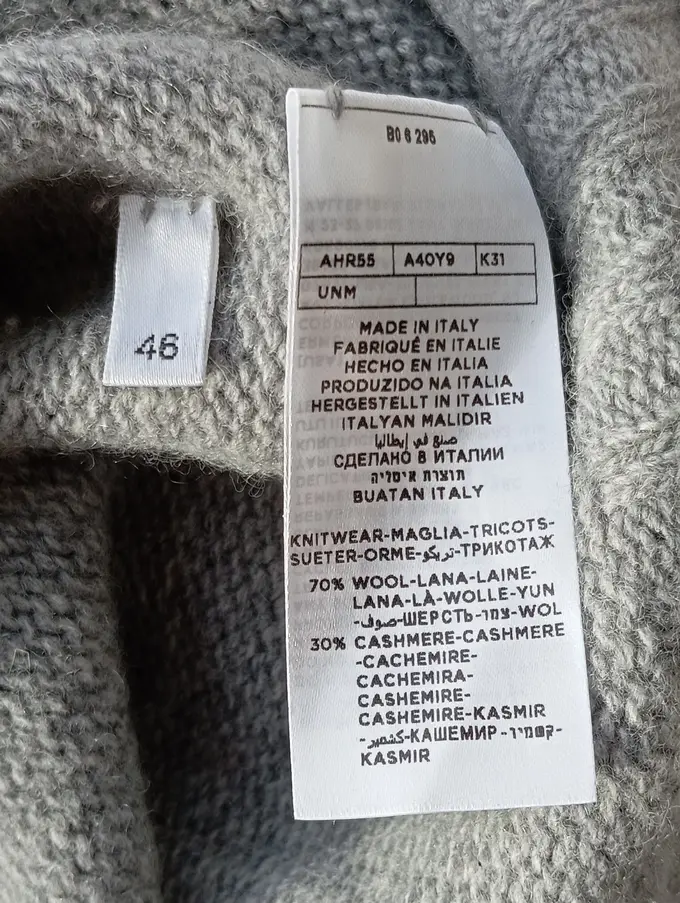 B0 6 295
46
AHR55 A40Y9 K31
UNM
MADE IN ITALY
FABRIQUÉ EN ITALIE
HECHO EN ITALIA
PRODUZIDO NA ITALIA
HERGESTELLT IN ITALIEN
ITALYAN MALIDIR
صنع في إيطاليا
СДЕЛАНО В ИТАЛИИ
תוצרת איטליה
BUATAN ITALY
KNITWEAR-MAGLIA-TRICOTS-
SUETER-ORME-تريكو-ТРИКОТАЖ
70% WOOL-LANA-LAINE-
LANA-LÀ-WOLLE-YUN
-صوف-ШЕРСТЬ-צמר-WOL
30% CASHMERE-CASHMERE
-CACHEMIRE-
CACHEMIRA-
CASHEMIRE-
CASHEMIRE-KASMIR
-كشمير-КАШЕМИР-קשמיר-
KASMIR